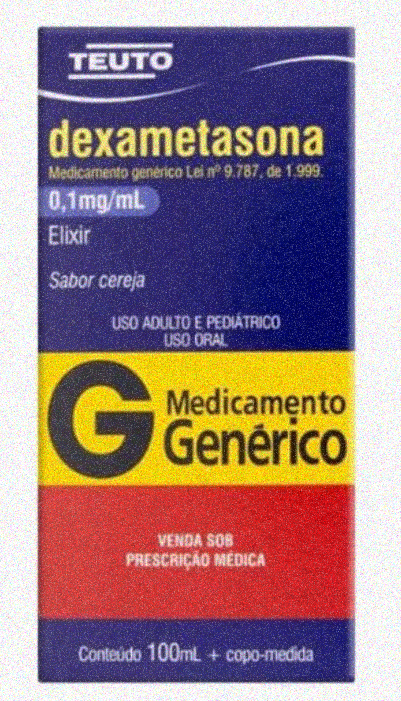 TEUTO
dexametasona
Medicamento genérico Lei nº 9.787, de 1.999.
0,1mg/mL
Elixir
Sabor cereja
USO ADULTO E PEDIÁTRICO
USO ORAL
G Medicamento
Genérico
VENDA SOB
PRESCRIÇÃO MÉDICA
Conteúdo 100mL + copo-medida